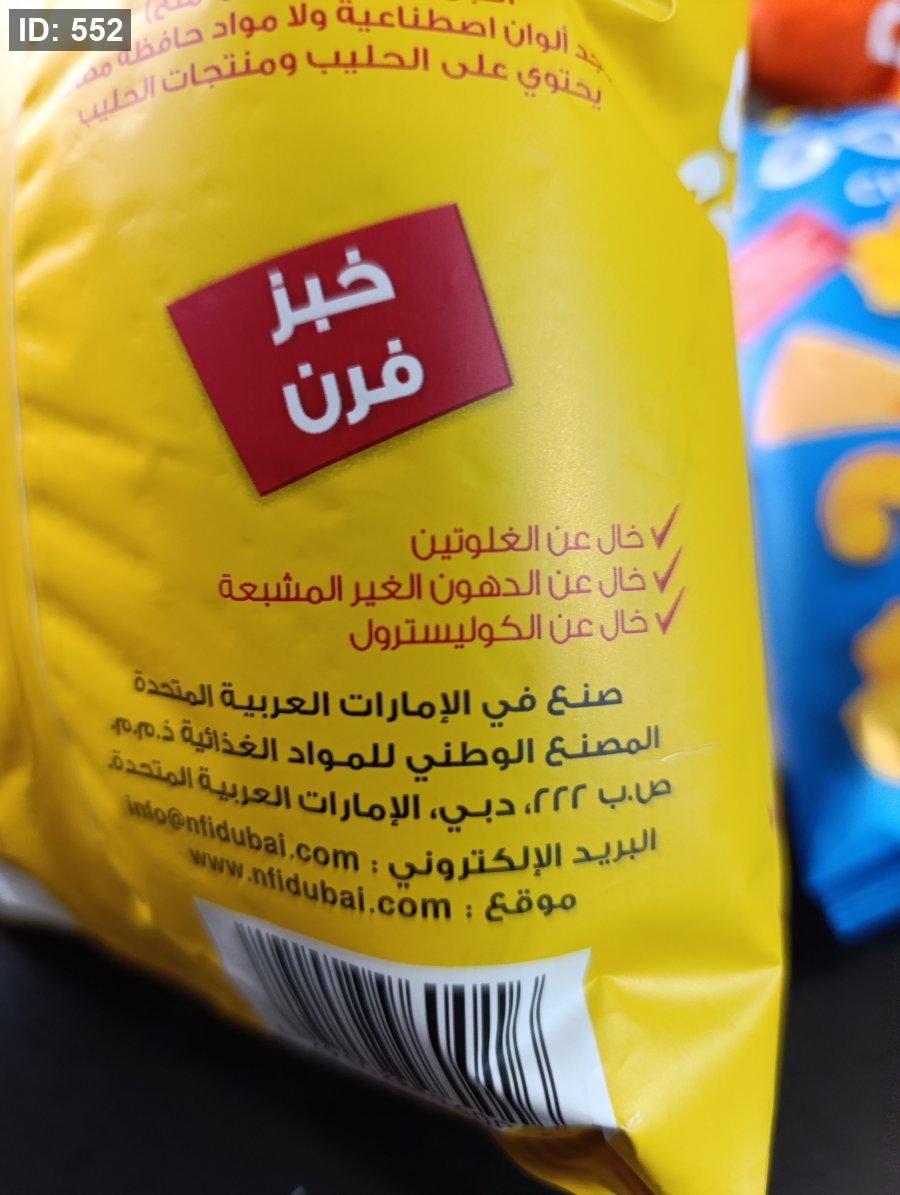 ID: 552
ألوان اصطناعية ولا مواد حافظة
يحتوي على الحليب ومنتجات الحليب
خبز
فرن
✓ خال عن الغلوتين
✓ خال عن الدهون الغير المشبعة
✓ خال عن الكوليسترول
صنع في الإمارات العربية المتحدة
المصنع الوطني للمواد الغذائية ذ.م.م.
ص.ب ٢٢٢، دبي، الإمارات العربية المتحدة.
البريد الإلكتروني : info@nfidubai.com
موقع : www.nfidubai.com